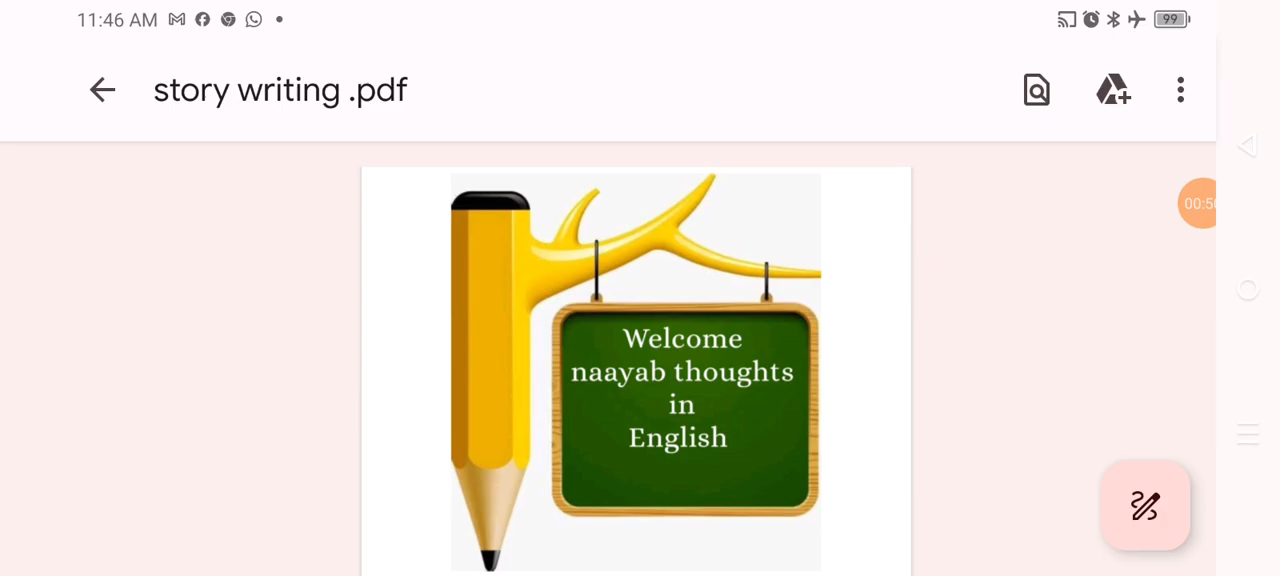 11:46 AM
99
story writing .pdf
Welcome
naayab thoughts
in
English